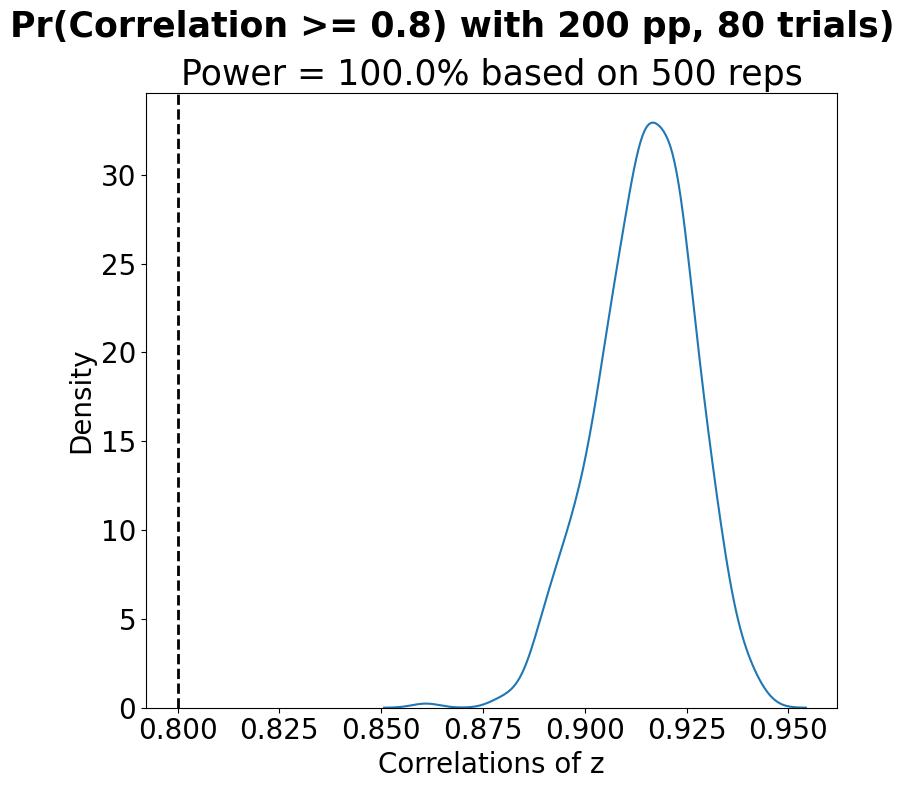 Pr(Correlation >= 0.8) with 200 pp, 80 trials)
Power = 100.0% based on 500 reps
30
25
20
15
10
5
0
Density
0.800 0.825 0.850 0.875 0.900 0.925 0.950
Correlations of z